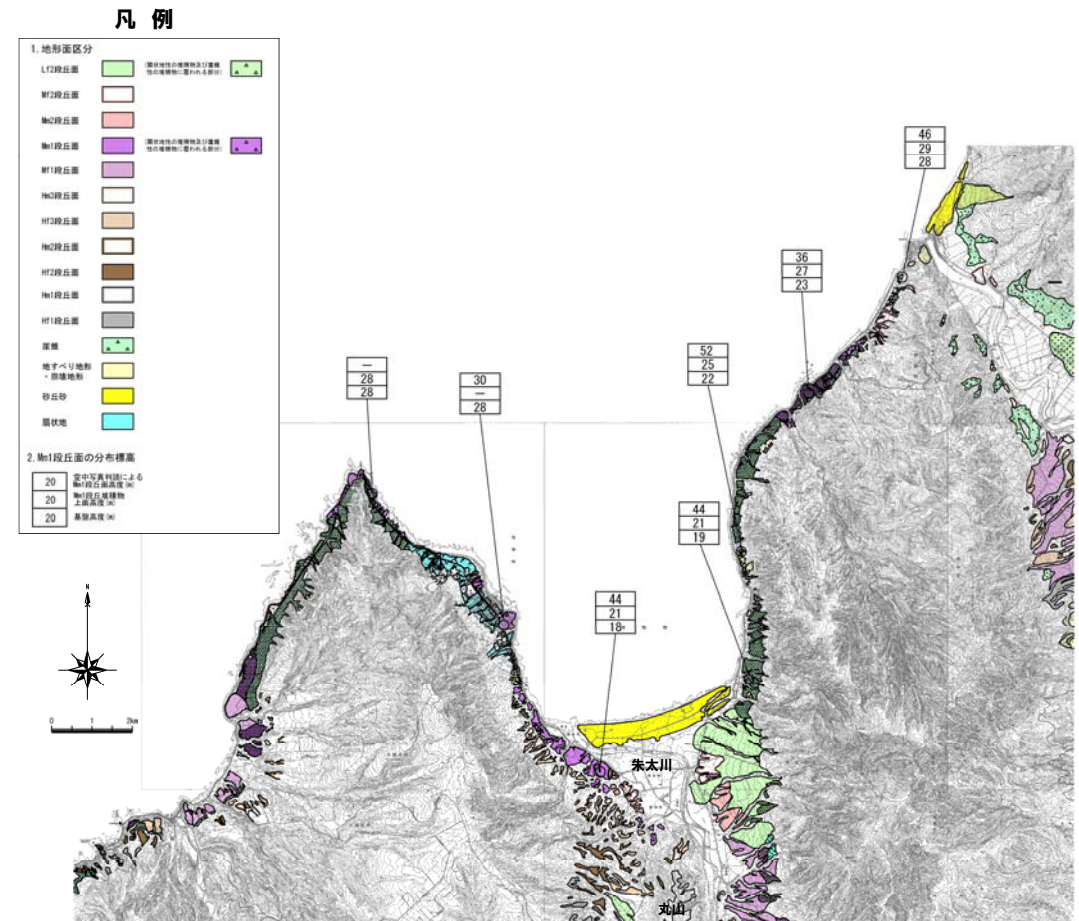 凡 例
1. 地形面区分
Lf2段丘面
(扇状地性の堆積物及び崖錐
性の堆積物に覆われる部分)
Mf2段丘面
Mm2段丘面
Mm1段丘面
(扇状地性の堆積物及び崖錐
性の堆積物に覆われる部分)
Mf1段丘面
Hm3段丘面
Hf3段丘面
Hm2段丘面
Hf2段丘面
Hm1段丘面
Hf1段丘面
崖錐
地すべり地形
・崩壊地形
砂丘砂
扇状地
2. Mm1段丘面の分布標高
20
空中写真判読による
Mm1段丘面高度(m)
20
Mm1段丘堆積物
上面高度(m)
20
基盤高度(m)
46
29
28
36
27
23
52
25
22
—
28
28
30
—
28
44
21
19
44
21
18
N
0 1 2km
朱太川
丸山